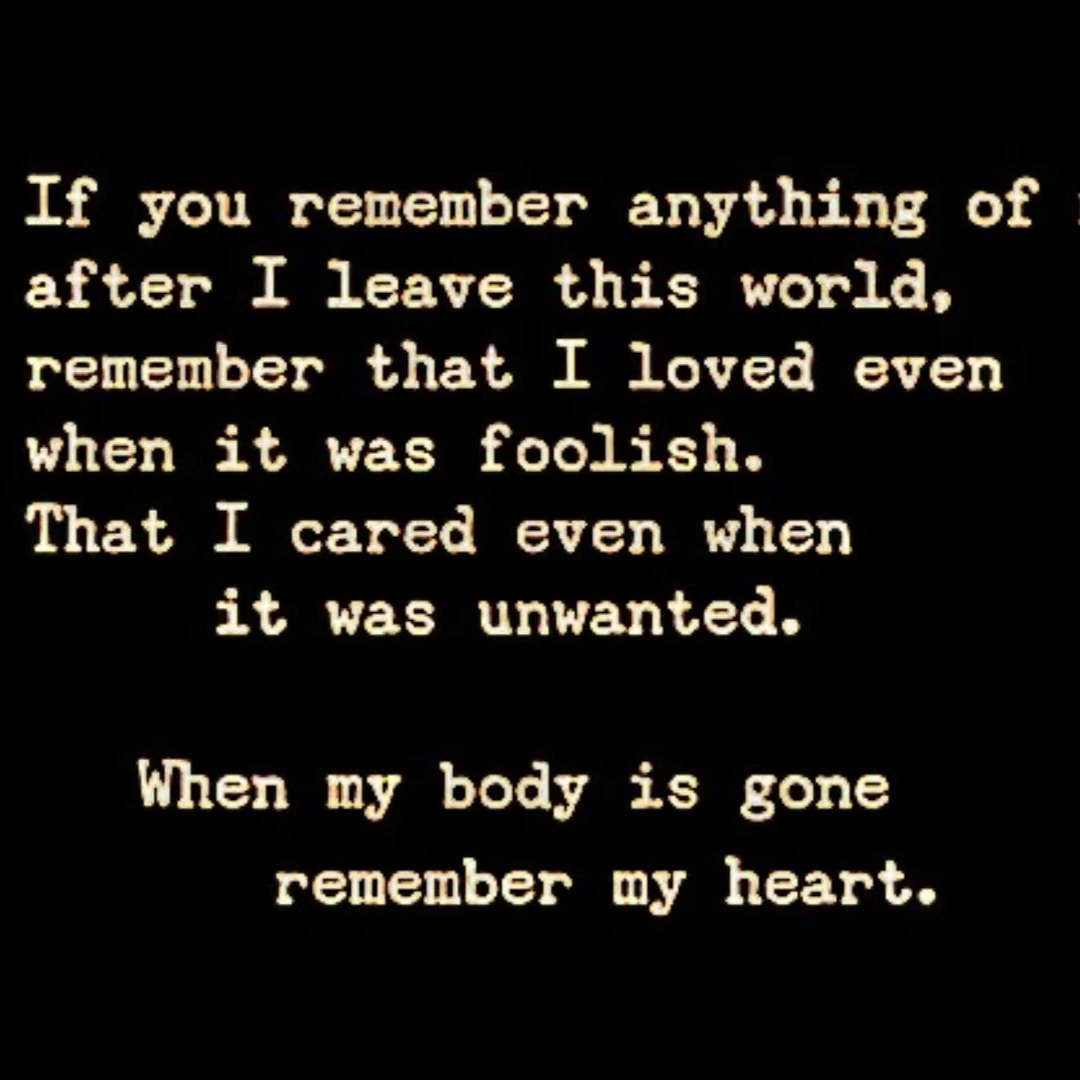 If you remember anything of
after I leave this world,
remember that I loved even
when it was foolish.
That I cared even when
it was unwanted.
When my body is gone
remember my heart.